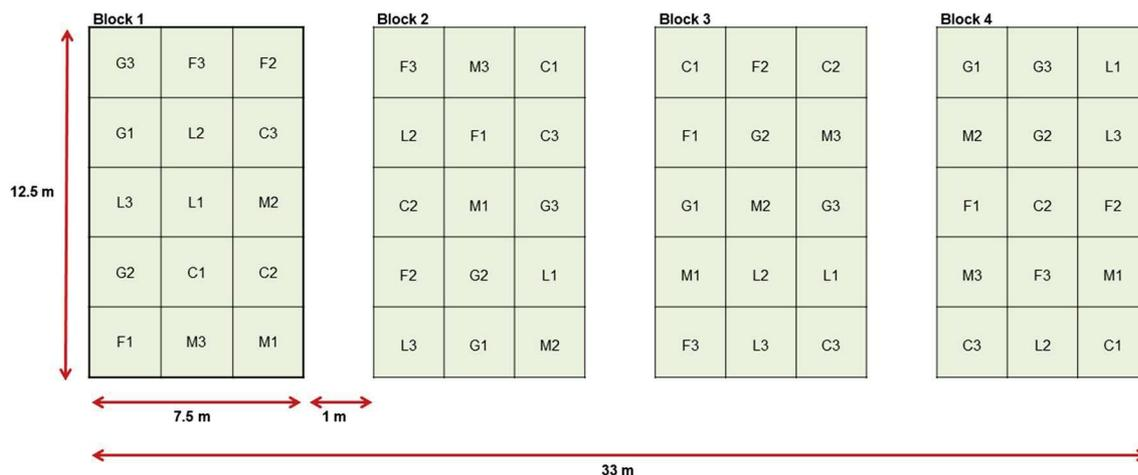 Block 1 Block 2 Block 3 Block 4
G3 F3 F2 F3 M3 C1 C1 F2 C2 G1 G3 L1
G1 L2 C3 L2 F1 C3 F1 G2 M3 M2 G2 L3
12.5 m L3 L1 M2 C2 M1 G3 G1 M2 G3 F1 C2 F2
G2 C1 C2 F2 G2 L1 M1 L2 L1 M3 F3 M1
F1 M3 M1 L3 G1 M2 F3 L3 C3 C3 L2 C1
7.5 m 1 m
33 m